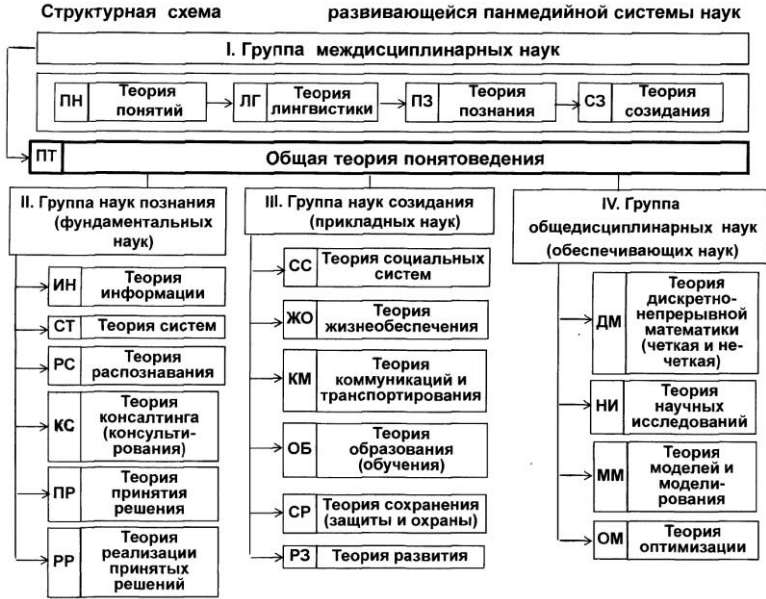 Структурная схема развивающейся панмедийной системы наук
I. Группа междисциплинарных наук
ПН
Теория
понятий
ЛГ
Теория
лингвистики
ПЗ
Теория
познания
СЗ
Теория
созидания
ПТ
Общая теория понятоведения
II. Группа наук познания
(фундаментальных
наук)
ИН
Теория
информации
СТ
Теория систем
РС
Теория
распознавания
КС
Теория
консалтинга
(консульти-
рования)
ПР
Теория
принятия
решения
РР
Теория
реализации
принятых
решений
III. Группа наук созидания
(прикладных наук)
СС
Теория социальных
систем
ЖО
Теория
жизнеобеспечения
КМ
Теория
коммуникаций и
транспортирования
ОБ
Теория
образования
(обучения)
СР
Теория сохранения
(защиты и охраны)
РЗ
Теория развития
IV. Группа
общедисциплинарных наук
(обеспечивающих наук)
ДМ
Теория
дискретно-
непрерывной
математики
(четкая и не-
четкая)
НИ
Теория
научных
исследований
ММ
Теория
моделей и
модели-
рования
ОМ
Теория
оптимизации